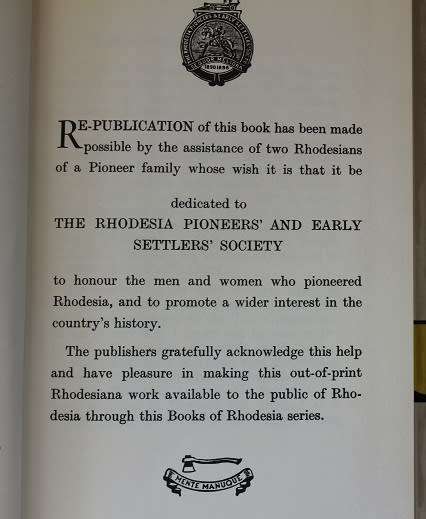 1890 1896
RE-PUBLICATION of this book has been made
possible by the assistance of two Rhodesians
of a Pioneer family whose wish it is that it be
dedicated to
THE RHODESIA PIONEERS' AND EARLY
SETTLERS' SOCIETY
to honour the men and women who pioneered
Rhodesia, and to promote a wider interest in the
country's history.
The publishers gratefully acknowledge this help
and have pleasure in making this out-of-print
Rhodesiana work available to the public of Rho-
desia through this Books of Rhodesia series.
MENTE MANUQUE